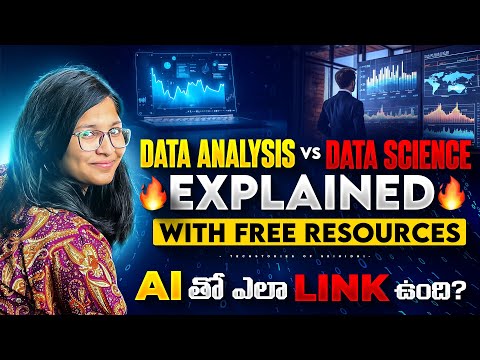 DATA ANALYSIS vs DATA SCIENCE
EXPLAINED
WITH FREE RESOURCES
AI తో ఎలా LINK ఉంది?